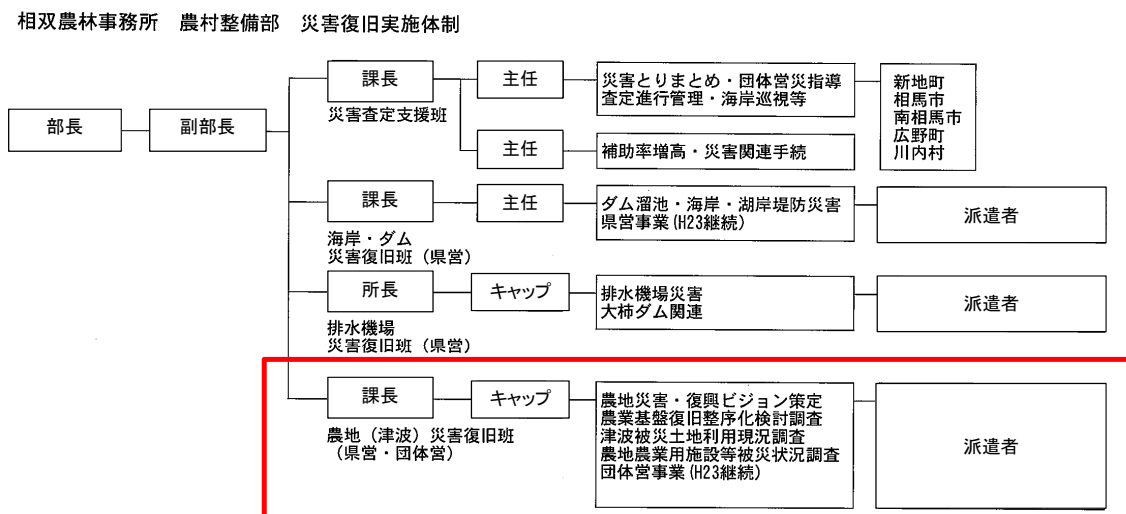 相双農林事務所　農村整備部　災害復旧実施体制
部長
副部長
課長
災害査定支援班
主任
災害とりまとめ・団体営災指導
査定進行管理・海岸巡視等
新地町
相馬市
南相馬市
広野町
川内村
主任
補助率増高・災害関連手続
課長
海岸・ダム
災害復旧班（県営）
主任
ダム溜池・海岸・湖岸堤防災害
県営事業(H23継続)
派遣者
所長
排水機場
災害復旧班（県営）
キャップ
排水機場災害
大柿ダム関連
派遣者
課長
農地（津波）災害復旧班
（県営・団体営）
キャップ
農地災害・復興ビジョン策定
農業基盤復旧整序化検討調査
津波被災土地利用現況調査
農地農業用施設等被災状況調査
団体営事業(H23継続)
派遣者